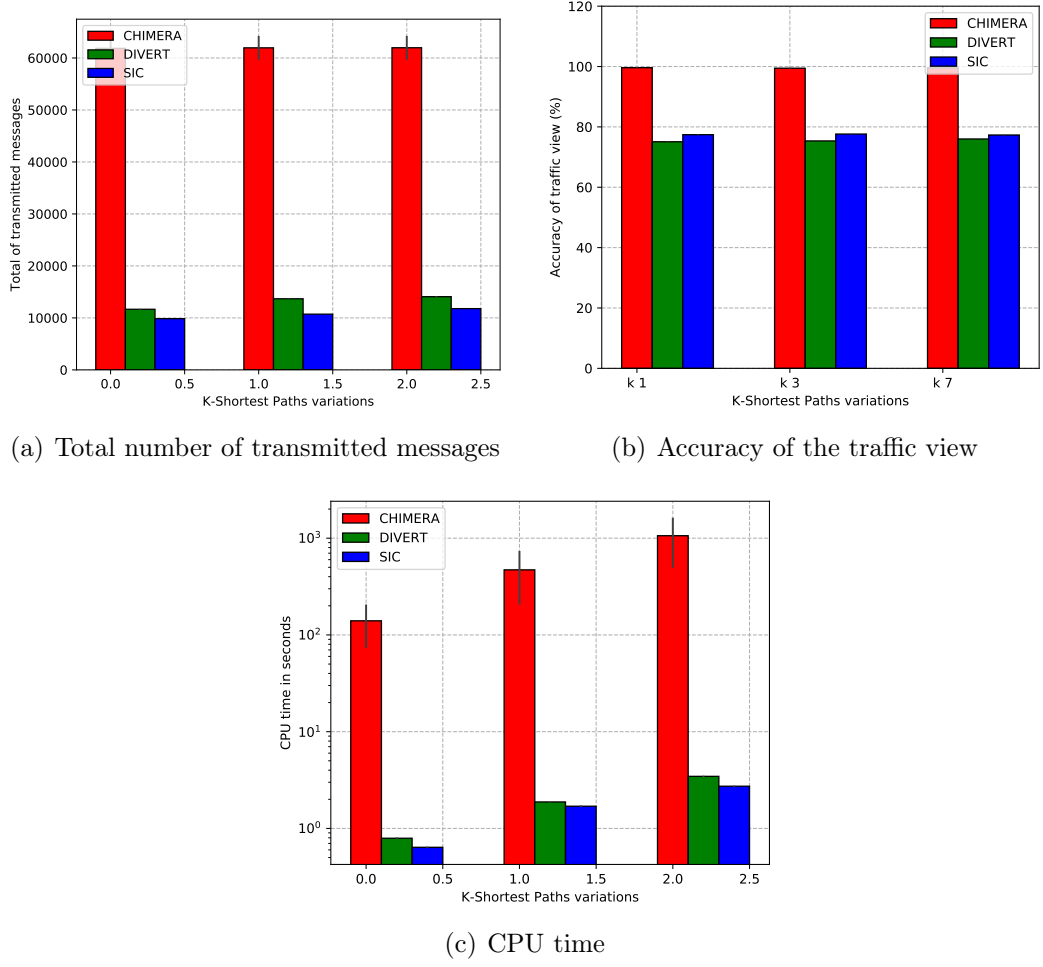 CHIMERA
DIVERT
SIC
60000
50000
40000
30000
20000
10000
0
Total of transmitted messages
0.0 0.5 1.0 1.5 2.0 2.5
K-Shortest Paths variations
(a) Total number of transmitted messages
CHIMERA
DIVERT
SIC
120
100
80
60
40
20
0
Accuracy of traffic view (%)
k 1 k 3 k 7
K-Shortest Paths variations
(b) Accuracy of the traffic view
CHIMERA
DIVERT
SIC
10³
10²
10¹
10⁰
CPU time in seconds
0.0 0.5 1.0 1.5 2.0 2.5
K-Shortest Paths variations
(c) CPU time